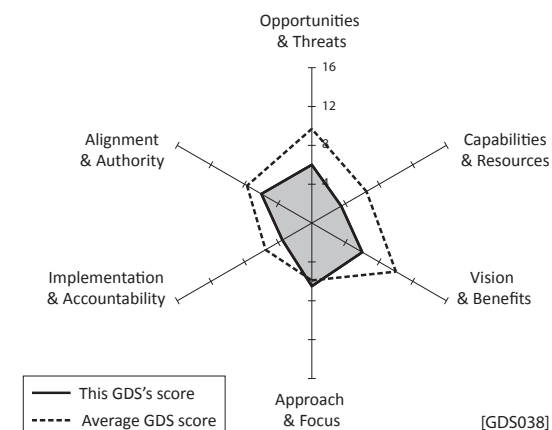 Opportunities
& Threats
16
12
8
4
Alignment
& Authority
Capabilities
& Resources
Implementation
& Accountability
Vision
& Benefits
Approach
& Focus
This GDS's score
Average GDS score
[GDS038]